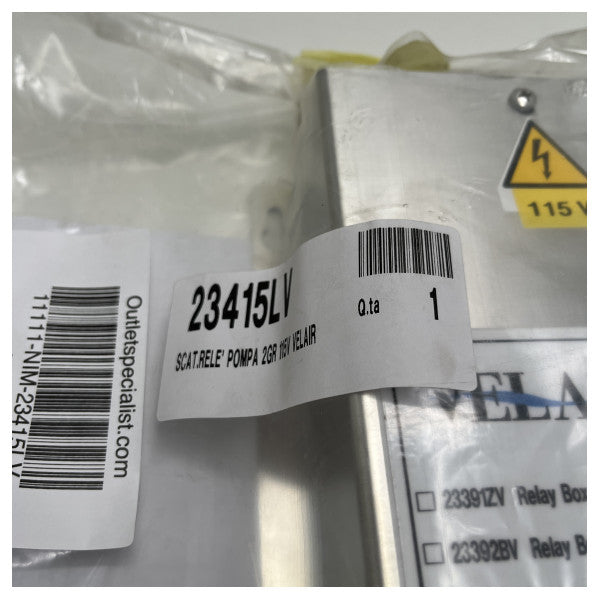 115 V
23415LV
Q.ta 1
SCAT.RELE' POMPA 2GR 115V VELAIR
Outletspecialist.com
11111-NIM-23415LV
VELA
23391ZV Relay Box
23392BV Relay B